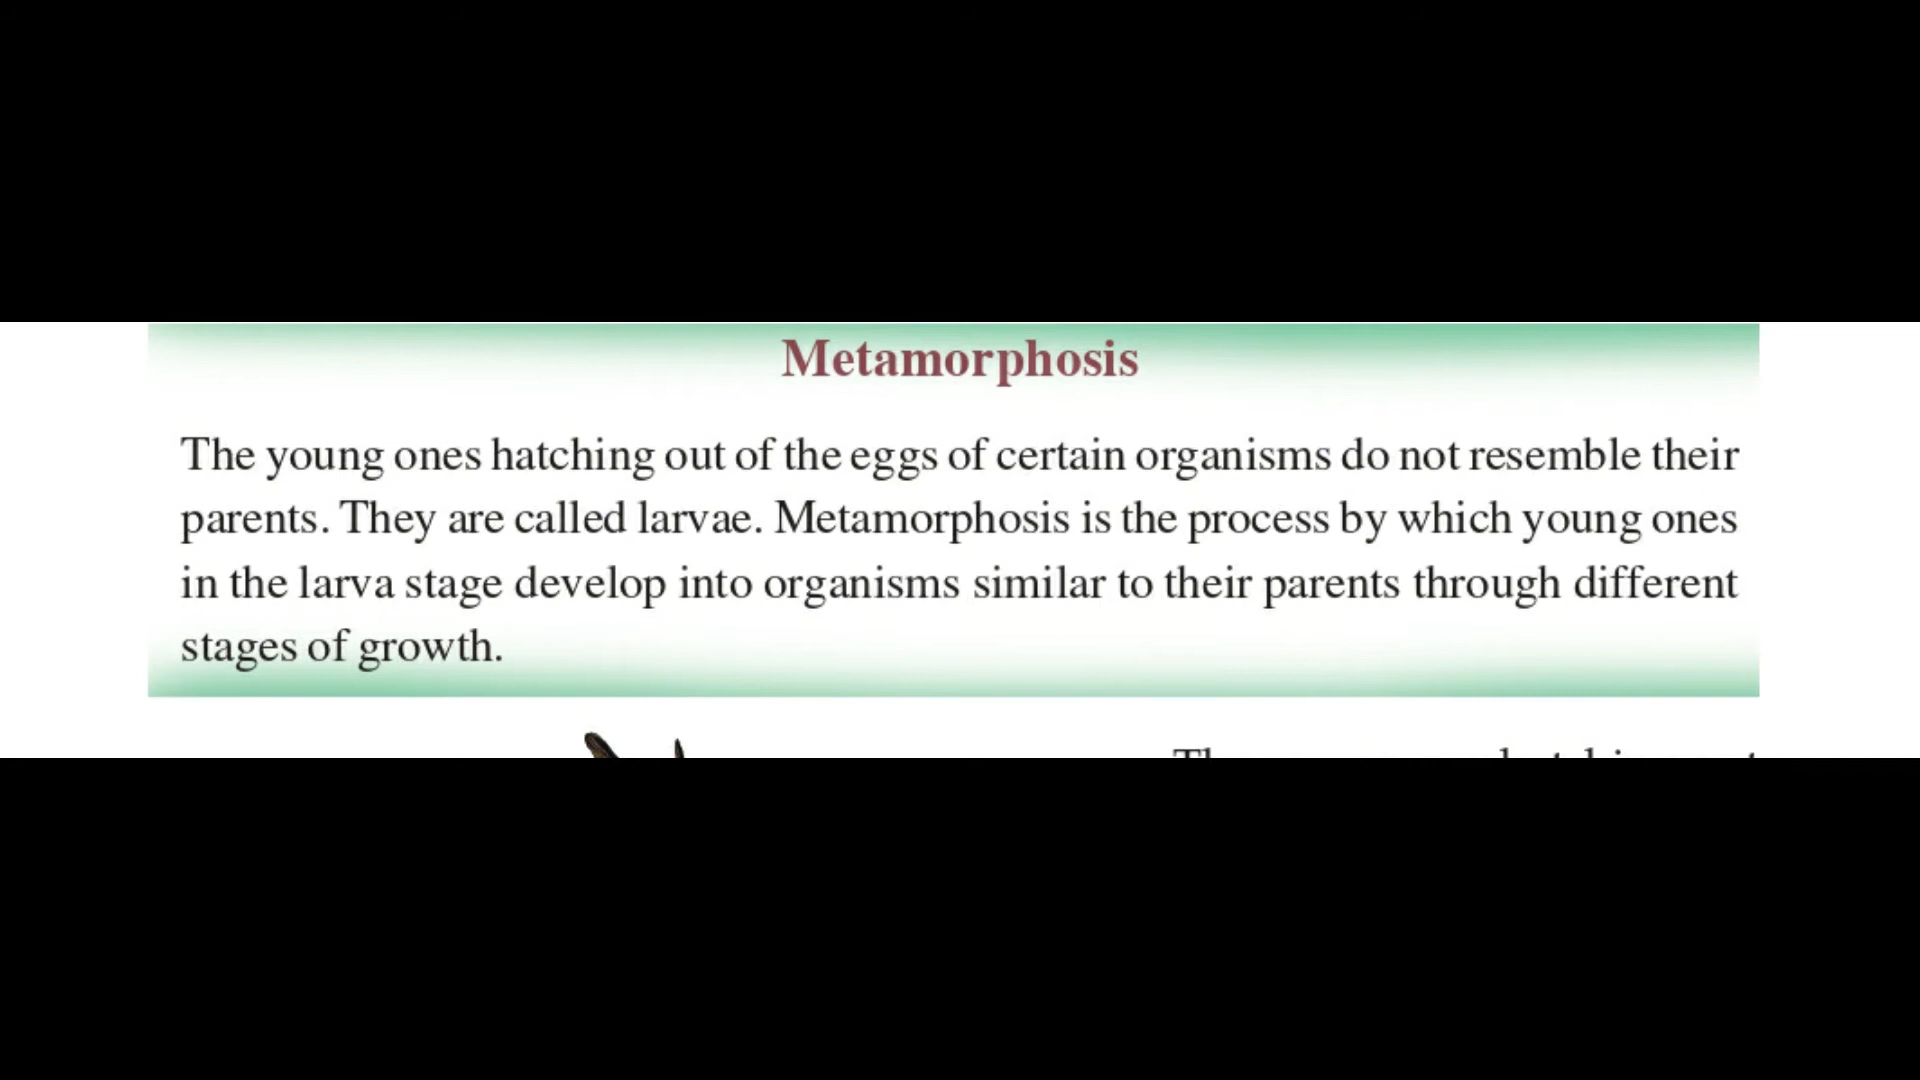 Metamorphosis
The young ones hatching out of the eggs of certain organisms do not resemble their
parents. They are called larvae. Metamorphosis is the process by which young ones
in the larva stage develop into organisms similar to their parents through different
stages of growth.